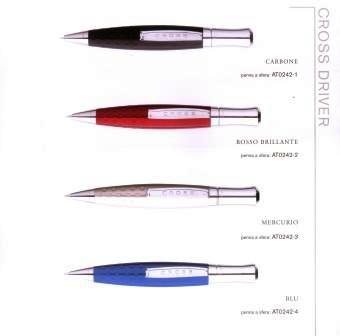 CROSS DRIVER
CROSS
CARBONE
penna a sfera: AT0242-1
CROSS
ROSSO BRILLANTE
penna a sfera: AT0242-2
CROSS
MERCURIO
penna a sfera: AT0242-3
CROSS
BLU
penna a sfera: AT0242-4